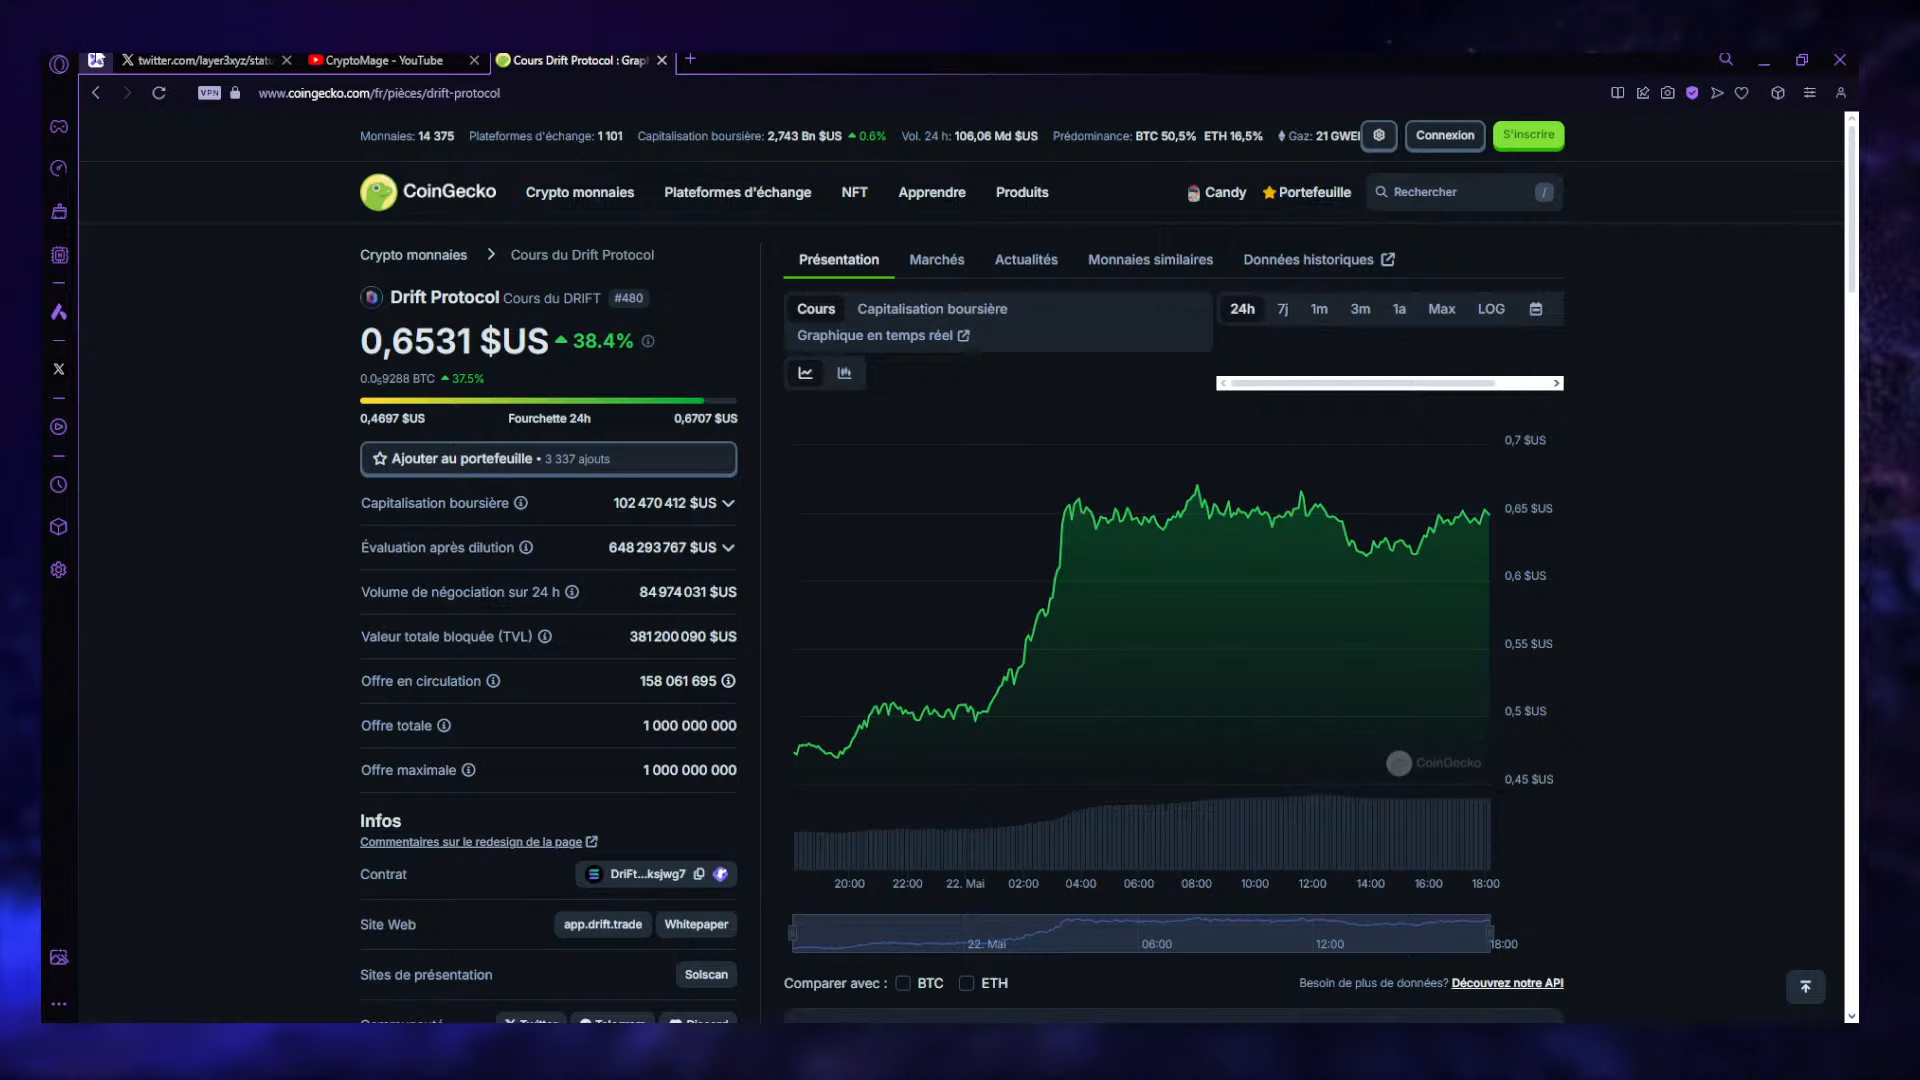 twitter.com/layer3xyz/statu
CryptoMage - YouTube
Cours Drift Protocol : Grap
VPN
www.coingecko.com/fr/pièces/drift-protocol
Monnaies: 14 375
Plateformes d'échange: 1 101
Capitalisation boursière: 2,743 Bn $US 0.6%
Vol. 24 h: 106,06 Md $US
Prédominance: BTC 50,5% ETH 16,5%
Gaz: 21 GWEI
Connexion
S'inscrire
CoinGecko
Crypto monnaies
Plateformes d'échange
NFT
Apprendre
Produits
Candy
Portefeuille
Rechercher
/
Crypto monnaies
Cours du Drift Protocol
Drift Protocol Cours du DRIFT #480
0,6531 $US 38.4%
0.0₅9288 BTC 37.5%
0,4697 $US Fourchette 24h 0,6707 $US
Ajouter au portefeuille • 3 337 ajouts
Capitalisation boursière 102 470 412 $US
Évaluation après dilution 648 293 767 $US
Volume de négociation sur 24 h 84 974 031 $US
Valeur totale bloquée (TVL) 381 200 090 $US
Offre en circulation 158 061 695
Offre totale 1 000 000 000
Offre maximale 1 000 000 000
Infos
Commentaires sur le redesign de la page
Contrat DriFt...ksjwg7
Site Web app.drift.trade Whitepaper
Sites de présentation Solscan
Communauté Twitter Telegram Discord
Présentation
Marchés
Actualités
Monnaies similaires
Données historiques
Cours
Capitalisation boursière
Graphique en temps réel
24h 7j 1m 3m 1a Max LOG
0,7 $US
0,65 $US
0,6 $US
0,55 $US
0,5 $US
0,45 $US
CoinGecko
20:00 22:00 22. Mai 02:00 04:00 06:00 08:00 10:00 12:00 14:00 16:00 18:00
22. Mai 06:00 12:00 18:00
Comparer avec : BTC ETH
Besoin de plus de données? Découvrez notre API